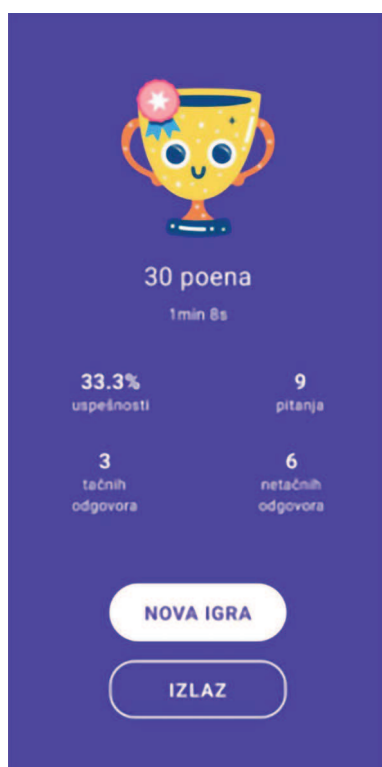 30 poena
1min 8s
33.3%
uspešnosti
9
pitanja
3
tačnih
odgovora
6
netačnih
odgovora
NOVA IGRA
IZLAZ